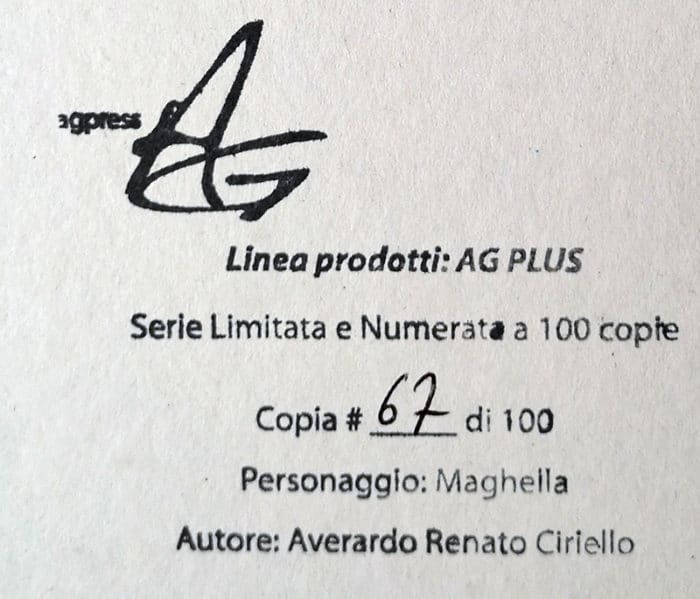 agpress AG
Linea prodotti: AG PLUS
Serie Limitata e Numerata a 100 copie
Copia # 67 di 100
Personaggio: Maghella
Autore: Averardo Renato Ciriello